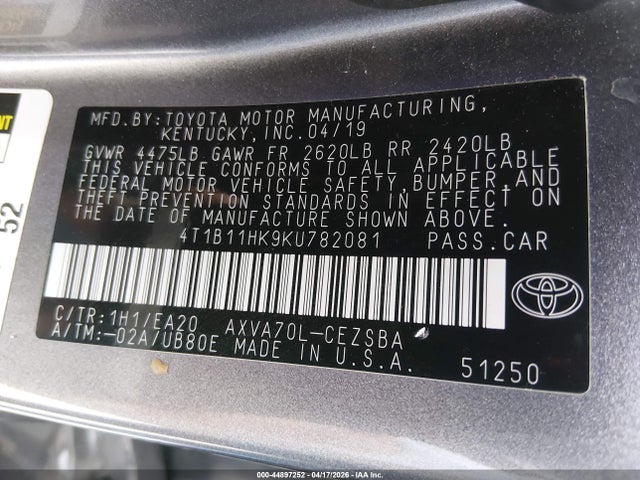 MFD.BY:TOYOTA MOTOR MANUFACTURING,
KENTUCKY,INC.04/19
GVWR 4475LB GAWR FR 2620LB RR 2420LB
THIS VEHICLE CONFORMS TO ALL APPLICABLE
FEDERAL MOTOR VEHICLE SAFETY,BUMPER,AND
THEFT PREVENTION STANDARDS IN EFFECT ON
THE DATE OF MANUFACTURE SHOWN ABOVE.
4T1B11HK9KU782081 PASS.CAR
C/TR:1H1/EA20 AXVA70L-CEZSBA
A/TM:-02A/UB80E MADE IN U.S.A.
51250
52
000-44897252 | 04/17/2026 | IAA Inc.